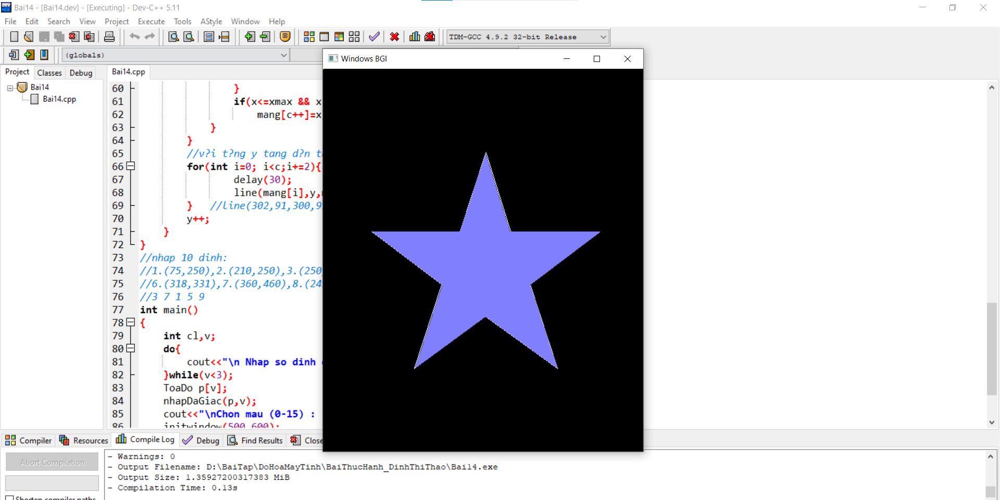 Bai14 - [Bai14.dev] - [Executing] - Dev-C++ 5.11
File Edit Search View Project Execute Tools AStyle Window Help
TDM-GCC 4.9.2 32-bit Release
(globals)
Windows BGI
Project Classes Debug
Bai14.cpp
Bai14
Bai14.cpp
60 }
61 if(x<=xmax && x
62 mang[c++]=x
63 }
64 }
65 //v?i t?ng y tang d?n t
66 for(int i=0; i<c;i+=2){
67 delay(30);
68 line(mang[i],y,
69 } //line(302,91,300,9
70 y++;
71 }
72 }
73 //nhap 10 dinh:
74 //1.(75,250),2.(210,250),3.(250
75 //6.(318,331),7.(360,460),8.(24
76 //3 7 1 5 9
77 int main()
78 {
79 int cl,v;
80 do{
81 cout<<"\n Nhap so dinh
82 }while(v<3);
83 ToaDo p[v];
84 nhapDaGiac(p,v);
85 cout<<"\nChon mau (0-15) :
86 initwindow(500,600);
Compiler Resources Compile Log Debug Find Results Close
Abort Compilation
Shorten compiler paths
- Warnings: 0
- Output Filename: D:\BaiTap\DoHoaMayTinh\BaiThucHanh_DinhThiThao\Bai14.exe
- Output Size: 1.35927200317383 MiB
- Compilation Time: 0.13s